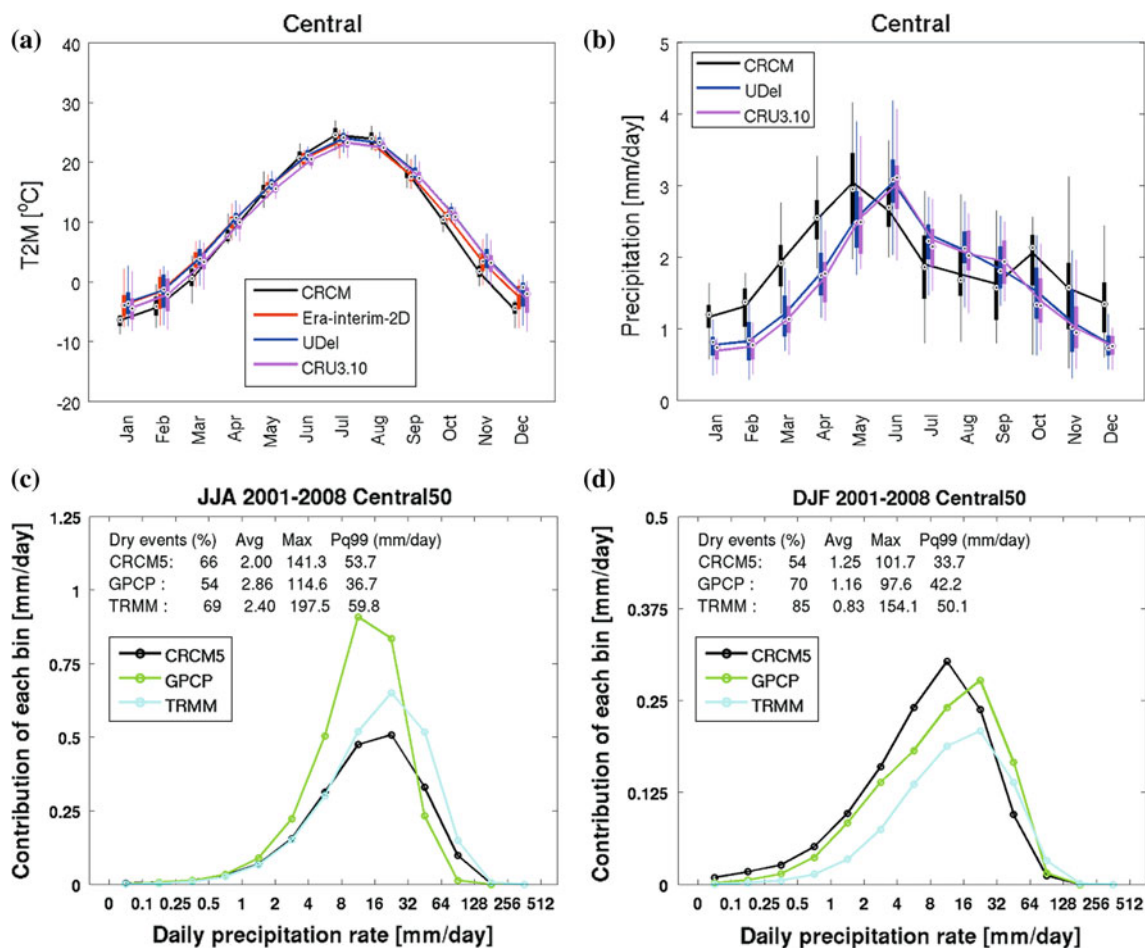 (a)
Central
T2M [°C]
40
30
20
10
0
-10
-20
CRCM
Era-interim-2D
UDel
CRU3.10
Jan
Feb
Mar
Apr
May
Jun
Jul
Aug
Sep
Oct
Nov
Dec
(b)
Central
Precipitation [mm/day]
5
4
3
2
1
0
CRCM
UDel
CRU3.10
Jan
Feb
Mar
Apr
May
Jun
Jul
Aug
Sep
Oct
Nov
Dec
(c)
JJA 2001-2008 Central50
Contribution of each bin [mm/day]
1.25
1
0.75
0.5
0.25
0
Dry events (%) Avg Max Pq99 (mm/day)
CRCM5: 66 2.00 141.3 53.7
GPCP : 54 2.86 114.6 36.7
TRMM : 69 2.40 197.5 59.8
CRCM5
GPCP
TRMM
0 0.1 0.25 0.5 1 2 4 8 16 32 64 128 256 512
Daily precipitation rate [mm/day]
(d)
DJF 2001-2008 Central50
Contribution of each bin [mm/day]
0.5
0.375
0.25
0.125
0
Dry events (%) Avg Max Pq99 (mm/day)
CRCM5: 54 1.25 101.7 33.7
GPCP : 70 1.16 97.6 42.2
TRMM : 85 0.83 154.1 50.1
CRCM5
GPCP
TRMM
0 0.1 0.25 0.5 1 2 4 8 16 32 64 128 256 512
Daily precipitation rate [mm/day]